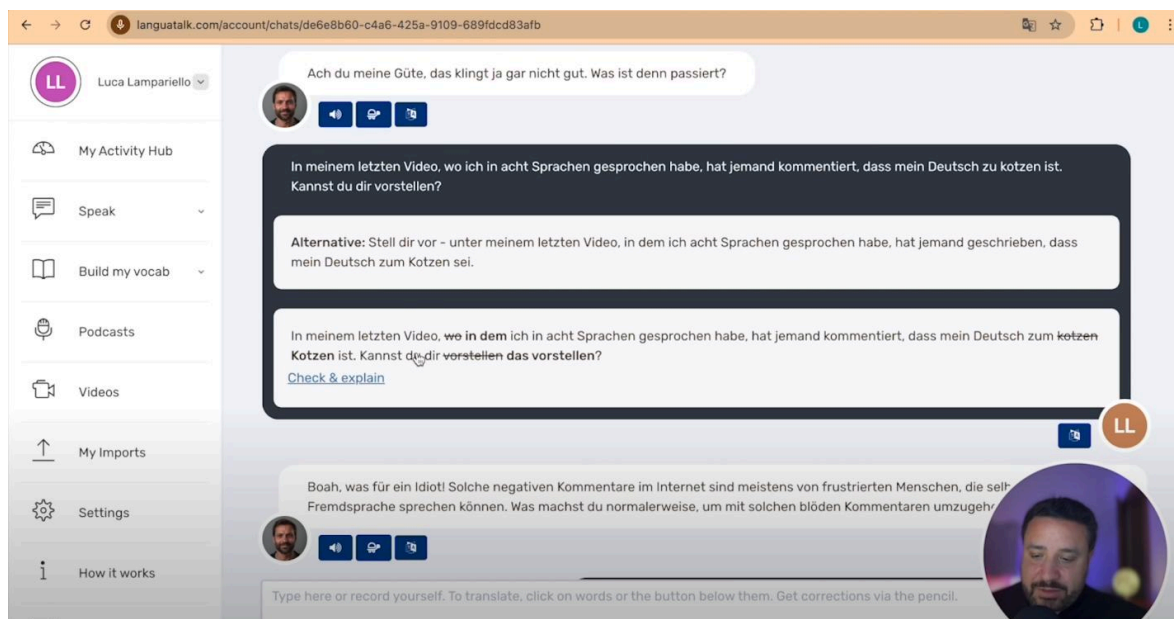 languatalk.com/account/chats/de6e8b60-c4a6-425a-9109-689fdcd83afb
L
LL
Luca Lampariello
My Activity Hub
Speak
Build my vocab
Podcasts
Videos
My Imports
Settings
How it works
Ach du meine Güte, das klingt ja gar nicht gut. Was ist denn passiert?
In meinem letzten Video, wo ich in acht Sprachen gesprochen habe, hat jemand kommentiert, dass mein Deutsch zu kotzen ist.
Kannst du dir vorstellen?
Alternative: Stell dir vor - unter meinem letzten Video, in dem ich acht Sprachen gesprochen habe, hat jemand geschrieben, dass
mein Deutsch zum Kotzen sei.
In meinem letzten Video, wo in dem ich in acht Sprachen gesprochen habe, hat jemand kommentiert, dass mein Deutsch zum kotzen
Kotzen ist. Kannst du dir vorstellen das vorstellen?
Check & explain
LL
Boah, was für ein Idiot! Solche negativen Kommentare im Internet sind meistens von frustrierten Menschen, die
Fremdsprache sprechen können. Was machst du normalerweise, um mit solchen blöden Kommentaren
Type here or record yourself. To translate, click on words or the button below them. Get corrections via the pencil.